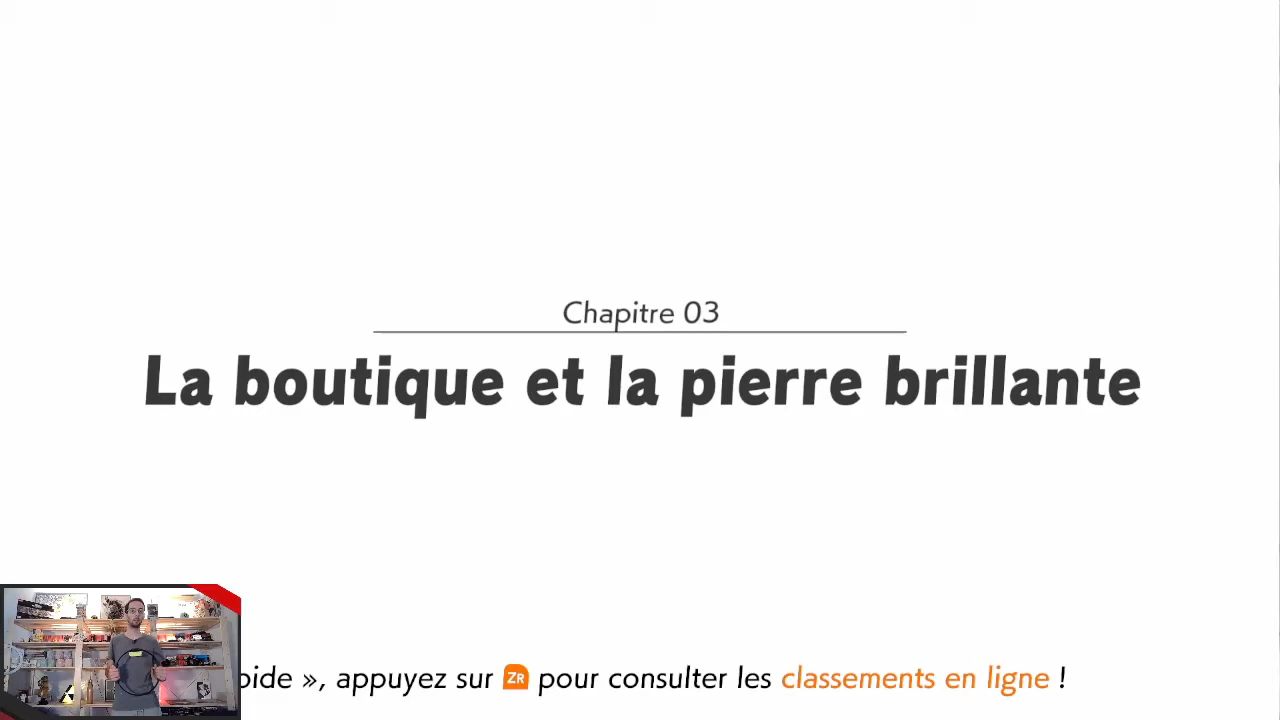 Chapitre 03
La boutique et la pierre brillante
», appuyez sur ZR pour consulter les classements en ligne !